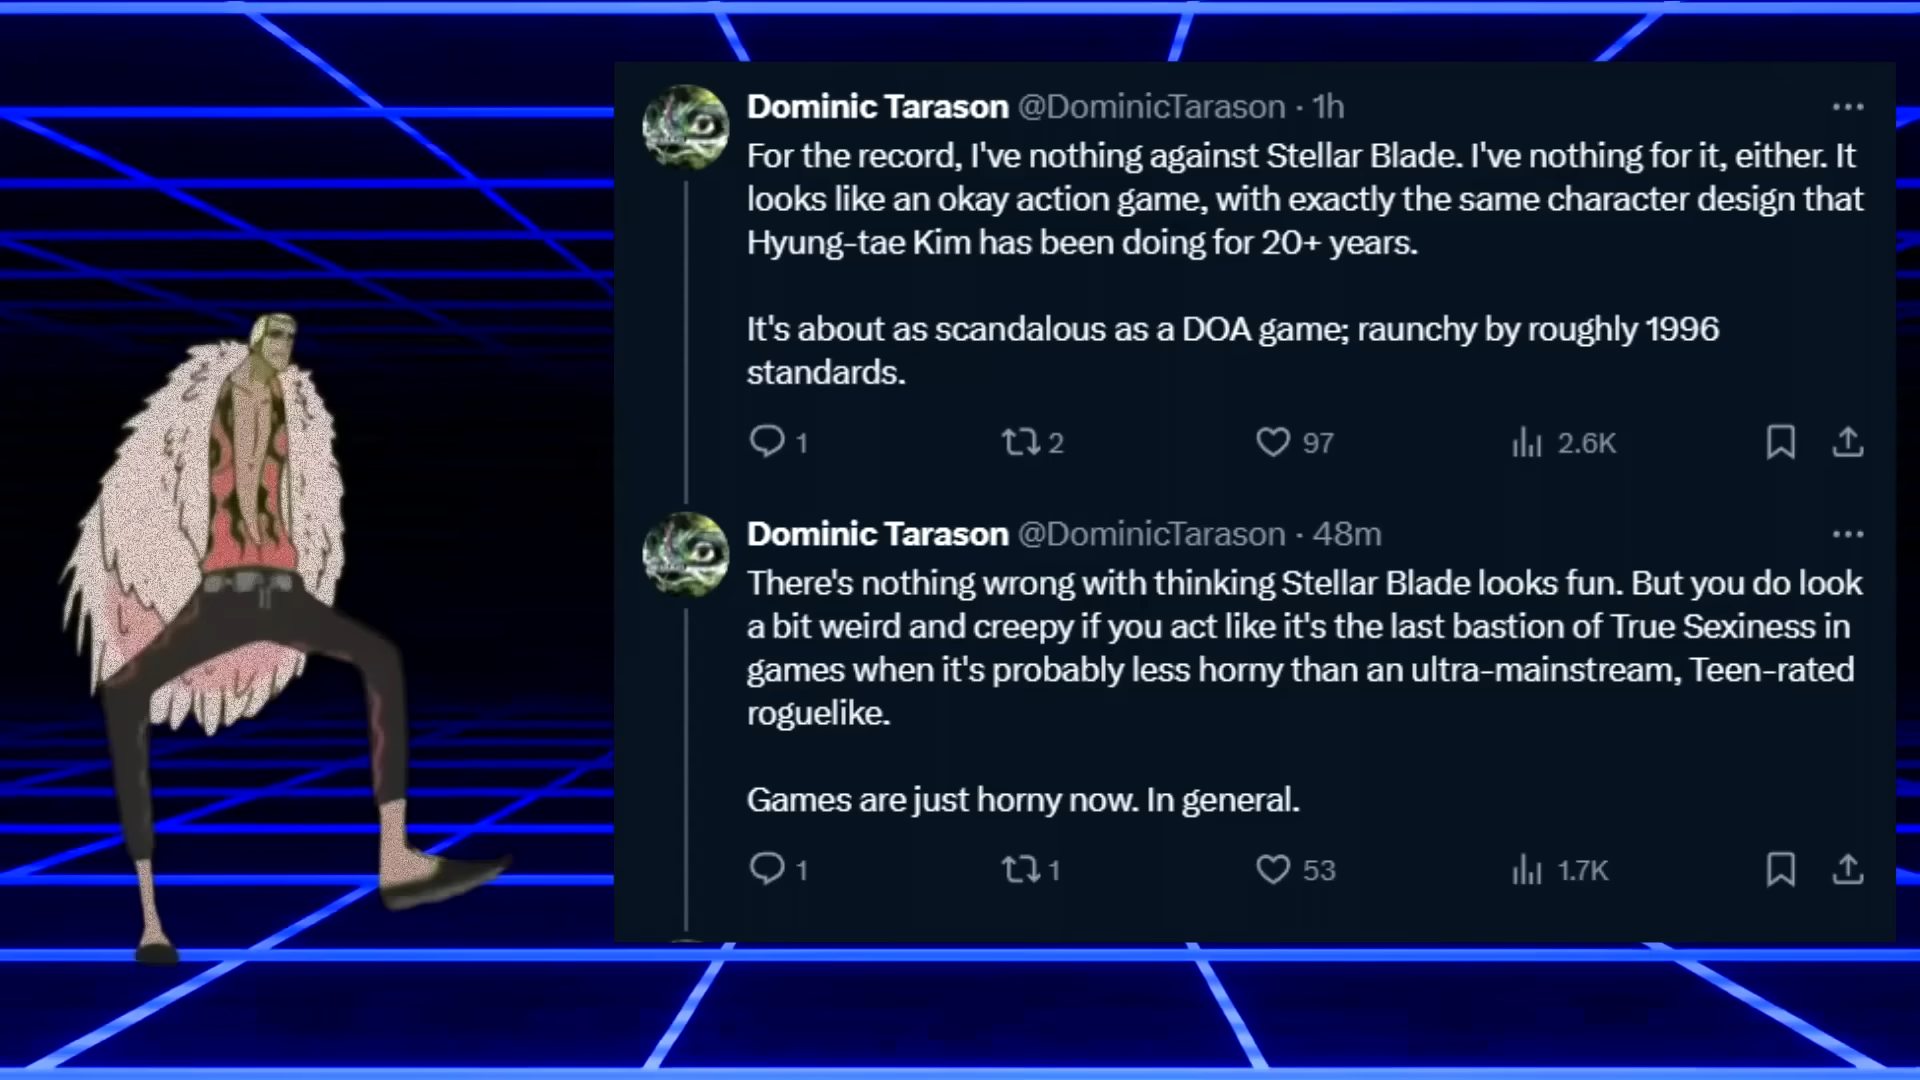 Dominic Tarason @DominicTarason · 1h
For the record, I've nothing against Stellar Blade. I've nothing for it, either. It
looks like an okay action game, with exactly the same character design that
Hyung-tae Kim has been doing for 20+ years.
It's about as scandalous as a DOA game; raunchy by roughly 1996
standards.
1 2 97 2.6K
Dominic Tarason @DominicTarason · 48m
There's nothing wrong with thinking Stellar Blade looks fun. But you do look
a bit weird and creepy if you act like it's the last bastion of True Sexiness in
games when it's probably less horny than an ultra-mainstream, Teen-rated
roguelike.
Games are just horny now. In general.
1 1 53 1.7K